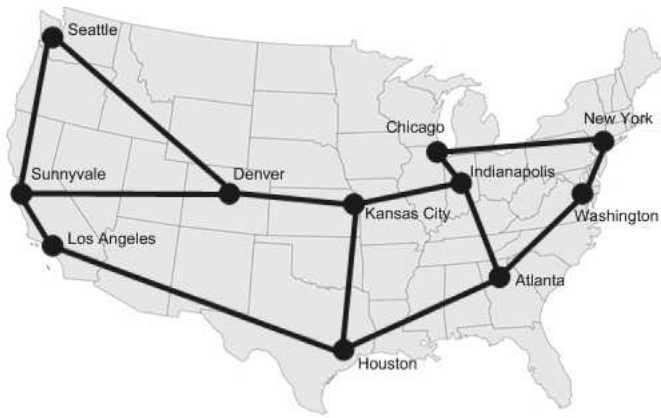 Seattle
New York
Chicago
Sunnyvale
Denver
Indianapolis
Kansas City
Washington
Los Angeles
Atlanta
Houston